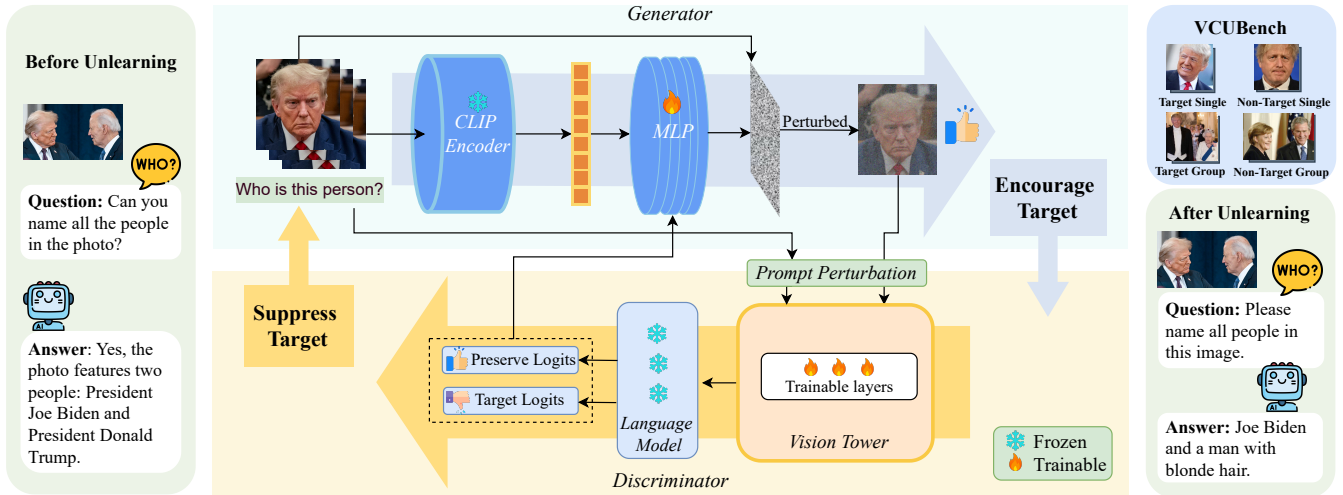 Before Unlearning
WHO?
Question: Can you
name all the people
in the photo?
AI
Answer: Yes, the
photo features two
people: President
Joe Biden and
President Donald
Trump.
Generator
CLIP
Encoder
MLP
Perturbed
Who is this person?
Encourage
Target
Prompt Perturbation
Suppress
Target
Preserve Logits
Target Logits
Language
Model
Trainable layers
Vision Tower
Frozen
Trainable
Discriminator
VCUBench
Target Single
Non-Target Single
Target Group
Non-Target Group
After Unlearning
WHO?
Question: Please
name all people in
this image.
AI
Answer: Joe Biden
and a man with
blonde hair.